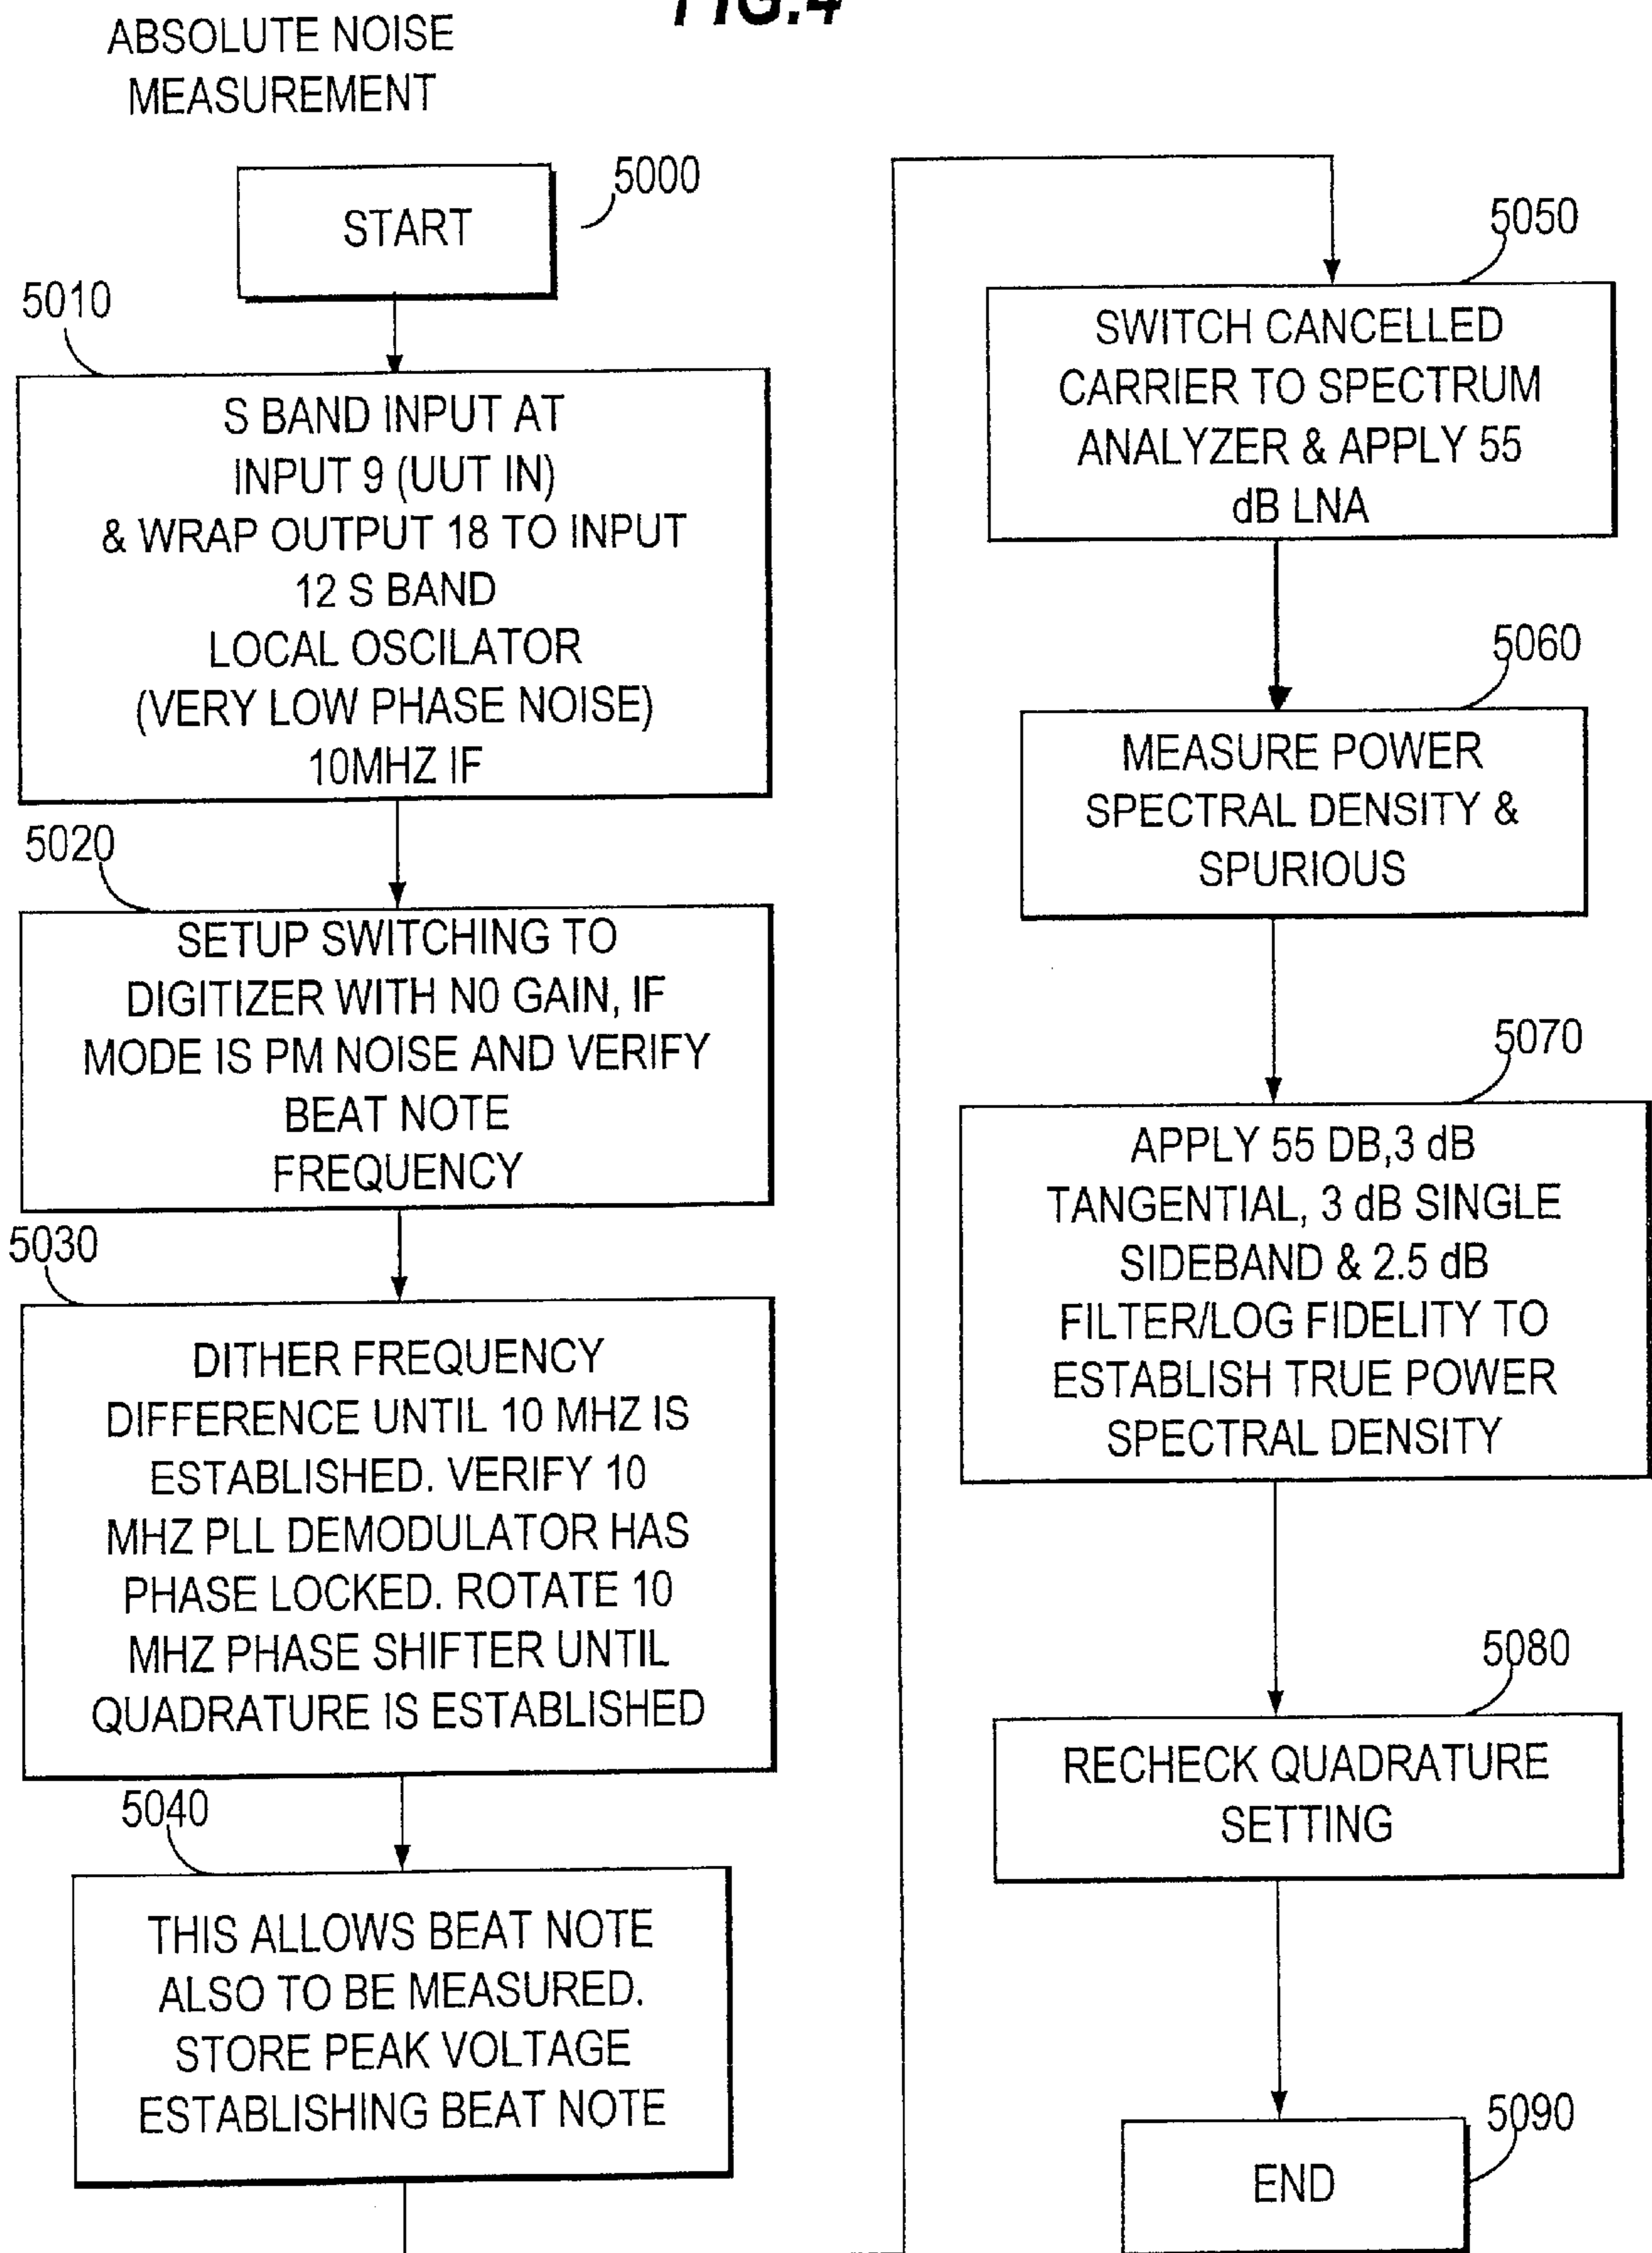 FIG.4
ABSOLUTE NOISE
MEASUREMENT
START
5000
5010
S BAND INPUT AT
INPUT 9 (UUT IN)
& WRAP OUTPUT 18 TO INPUT
12 S BAND
LOCAL OSCILATOR
(VERY LOW PHASE NOISE)
10MHZ IF
5020
SETUP SWITCHING TO
DIGITIZER WITH NO GAIN, IF
MODE IS PM NOISE AND VERIFY
BEAT NOTE
FREQUENCY
5030
DITHER FREQUENCY
DIFFERENCE UNTIL 10 MHZ IS
ESTABLISHED. VERIFY 10
MHZ PLL DEMODULATOR HAS
PHASE LOCKED. ROTATE 10
MHZ PHASE SHIFTER UNTIL
QUADRATURE IS ESTABLISHED
5040
THIS ALLOWS BEAT NOTE
ALSO TO BE MEASURED.
STORE PEAK VOLTAGE
ESTABLISHING BEAT NOTE
5050
SWITCH CANCELLED
CARRIER TO SPECTRUM
ANALYZER & APPLY 55
dB LNA
5060
MEASURE POWER
SPECTRAL DENSITY &
SPURIOUS
5070
APPLY 55 DB,3 dB
TANGENTIAL, 3 dB SINGLE
SIDEBAND & 2.5 dB
FILTER/LOG FIDELITY TO
ESTABLISH TRUE POWER
SPECTRAL DENSITY
5080
RECHECK QUADRATURE
SETTING
5090
END